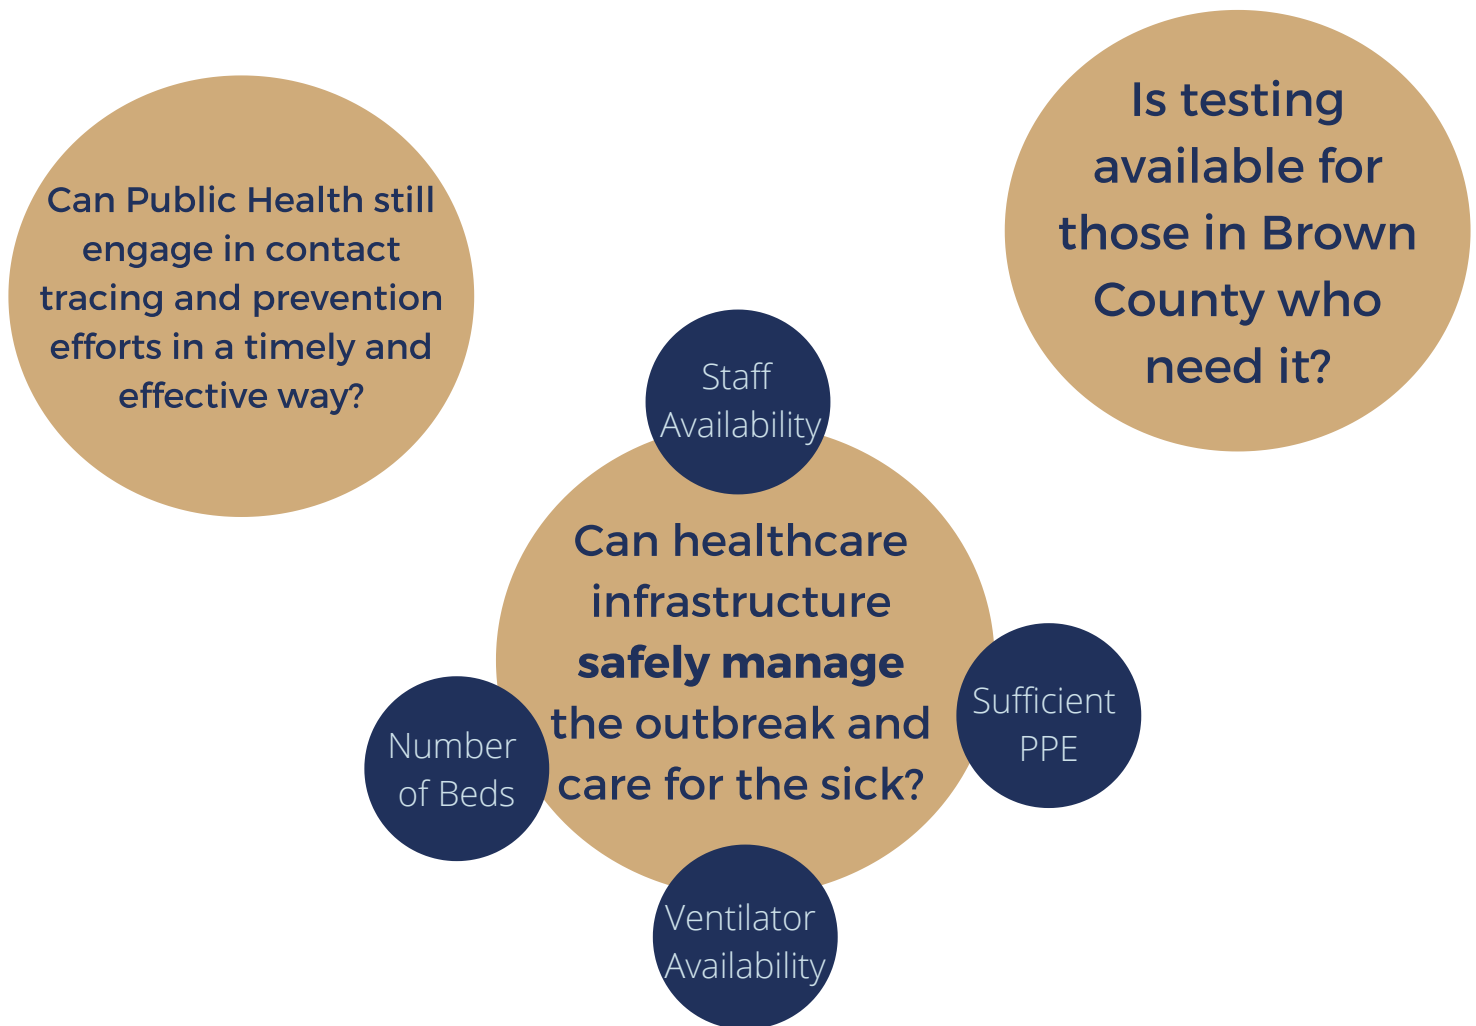 Can Public Health still
engage in contact
tracing and prevention
efforts in a timely and
effective way?
Is testing
available for
those in Brown
County who
need it?
Staff
Availability
Can healthcare
infrastructure
safely manage
the outbreak and
care for the sick?
Number
of Beds
Sufficient
PPE
Ventilator
Availability